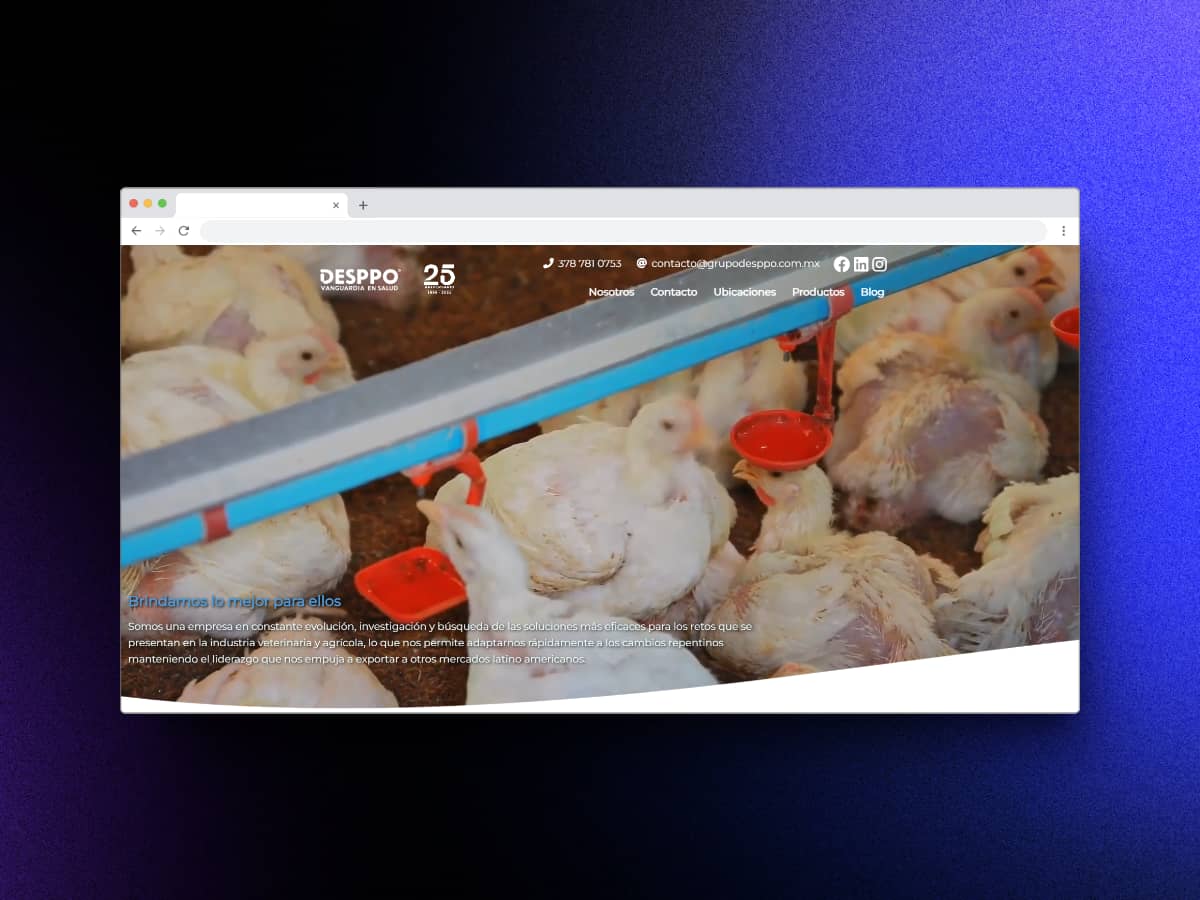 378 781 0753
contacto@grupodesppo.com.mx
DESPPO
VANGUARDIA EN SALUD
25
Nosotros Contacto Ubicaciones Productos Blog
Brindamos lo mejor para ellos
Somos una empresa en constante evolución, investigación y búsqueda de las soluciones más eficaces para los retos que se
presentan en la industria veterinaria y agrícola, lo que nos permite adaptarnos rápidamente a los cambios repentinos
manteniendo el liderazgo que nos empuja a exportar a otros mercados latino americanos.